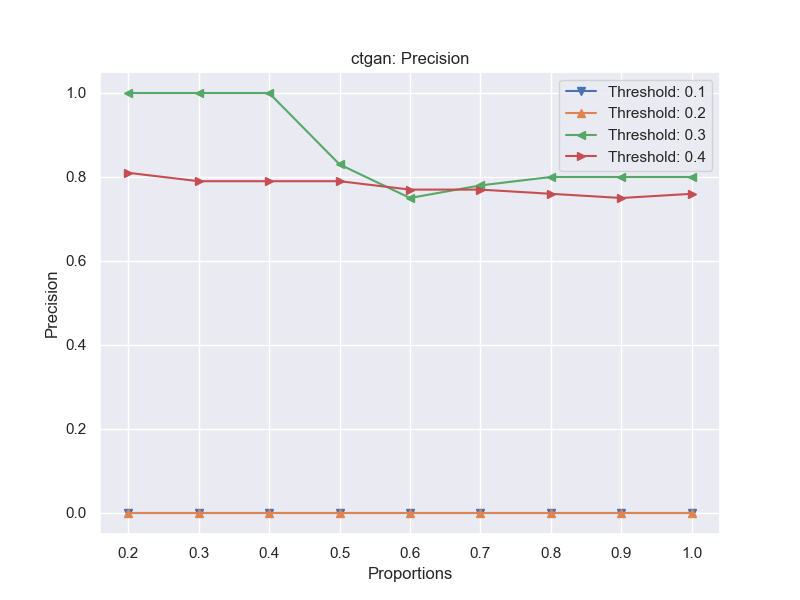 ctgan: Precision
Threshold: 0.1
Threshold: 0.2
Threshold: 0.3
Threshold: 0.4
1.0
0.8
0.6
0.4
0.2
0.0
Precision
0.2 0.3 0.4 0.5 0.6 0.7 0.8 0.9 1.0
Proportions